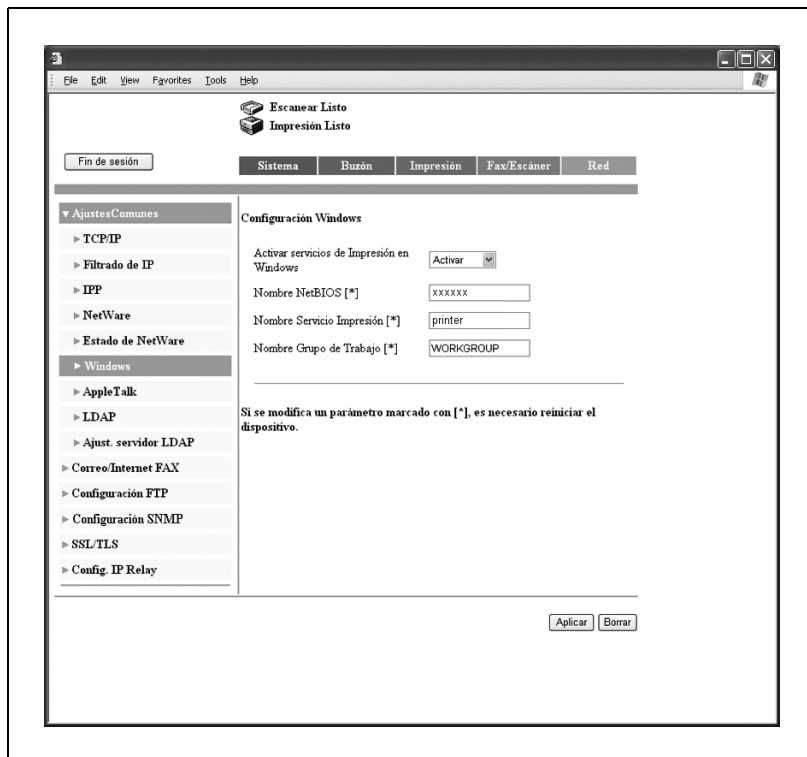 File Edit View Favorites Tools Help
Escanear Listo
Impresión Listo
Fin de sesión
Sistema Buzón Impresión Fax/Escáner Red
AjustesComunes
TCP/IP
Filtrado de IP
IPP
NetWare
Estado de NetWare
Windows
AppleTalk
LDAP
Ajust. servidor LDAP
Correo/Internet FAX
Configuración FTP
Configuración SNMP
SSL/TLS
Config. IP Relay
Configuración Windows
Activar servicios de Impresión en
Windows
Activar
Nombre NetBIOS [*]
xxxxxx
Nombre Servicio Impresión [*]
printer
Nombre Grupo de Trabajo [*]
WORKGROUP
Si se modifica un parámetro marcado con [*], es necesario reiniciar el
dispositivo.
Aplicar Borrar